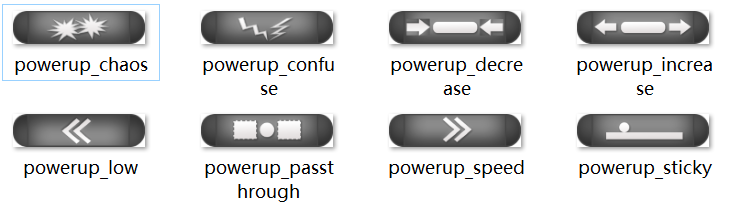 powerup_chaos
powerup_confu
se
powerup_decre
ase
powerup_increa
se
powerup_low
powerup_passt
hrough
powerup_speed
powerup_sticky